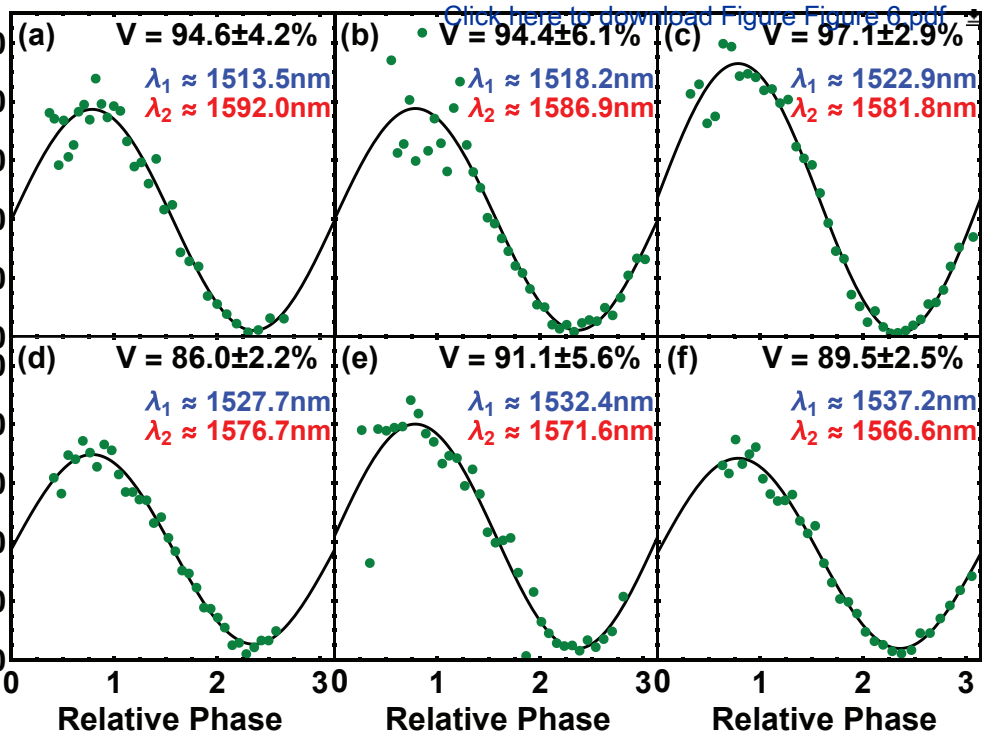 Click here to download Figure Figure 6.pdf
(a) V = 94.6±4.2%
λ1 ≈ 1513.5nm
λ2 ≈ 1592.0nm
(b) V = 94.4±6.1%
λ1 ≈ 1518.2nm
λ2 ≈ 1586.9nm
(c) V = 97.1±2.9%
λ1 ≈ 1522.9nm
λ2 ≈ 1581.8nm
(d) V = 86.0±2.2%
λ1 ≈ 1527.7nm
λ2 ≈ 1576.7nm
(e) V = 91.1±5.6%
λ1 ≈ 1532.4nm
λ2 ≈ 1571.6nm
(f) V = 89.5±2.5%
λ1 ≈ 1537.2nm
λ2 ≈ 1566.6nm
0 1 2 3 0 1 2 3 0 1 2 3
Relative Phase Relative Phase Relative Phase